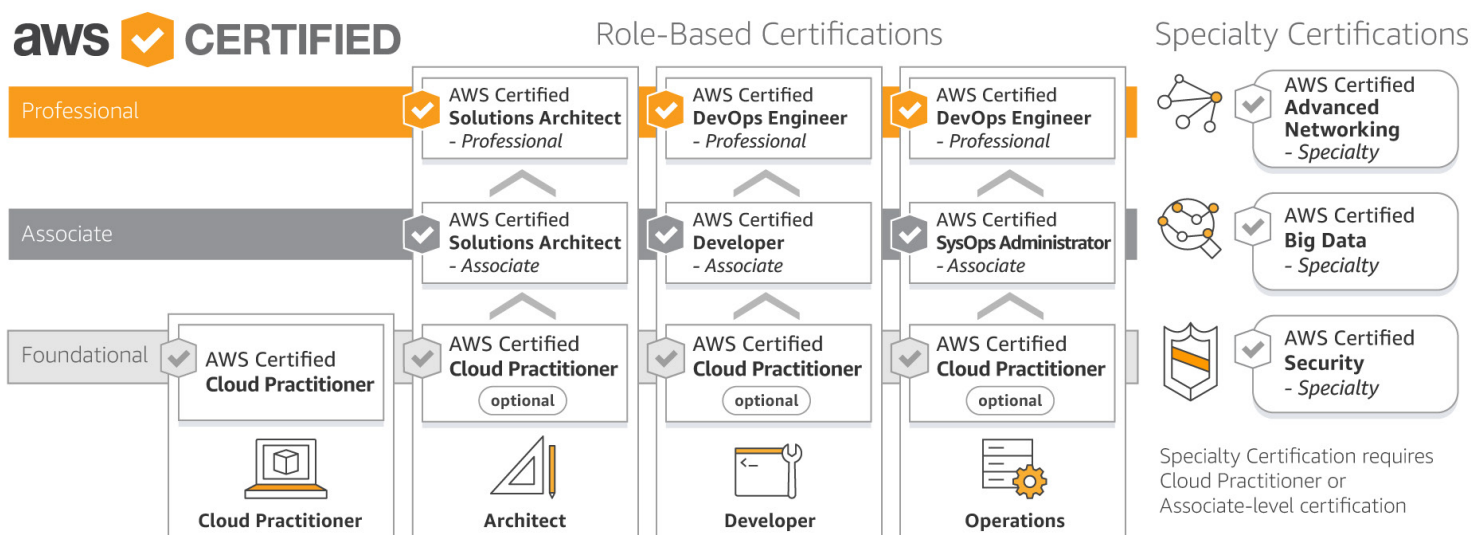 aws CERTIFIED
Role-Based Certifications
Specialty Certifications
Professional
AWS Certified
Solutions Architect
- Professional
AWS Certified
DevOps Engineer
- Professional
AWS Certified
DevOps Engineer
- Professional
AWS Certified
Advanced
Networking
- Specialty
Associate
AWS Certified
Solutions Architect
- Associate
AWS Certified
Developer
- Associate
AWS Certified
SysOps Administrator
- Associate
AWS Certified
Big Data
- Specialty
Foundational
AWS Certified
Cloud Practitioner
AWS Certified
Cloud Practitioner
optional
AWS Certified
Cloud Practitioner
optional
AWS Certified
Cloud Practitioner
optional
AWS Certified
Security
- Specialty
Cloud Practitioner
Architect
Developer
Operations
Specialty Certification requires
Cloud Practitioner or
Associate-level certification